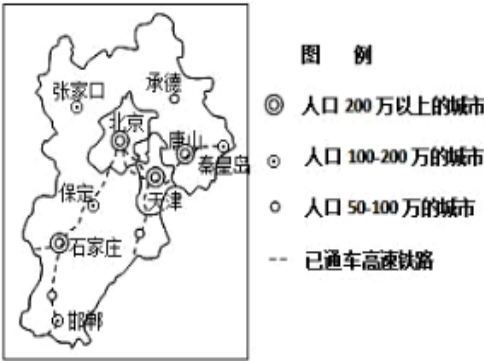 张家口
承德
北京
唐山
秦皇岛
天津
保定
石家庄
邯郸
图 例
人口 200 万以上的城市
人口 100-200 万的城市
人口 50-100 万的城市
已通车高速铁路